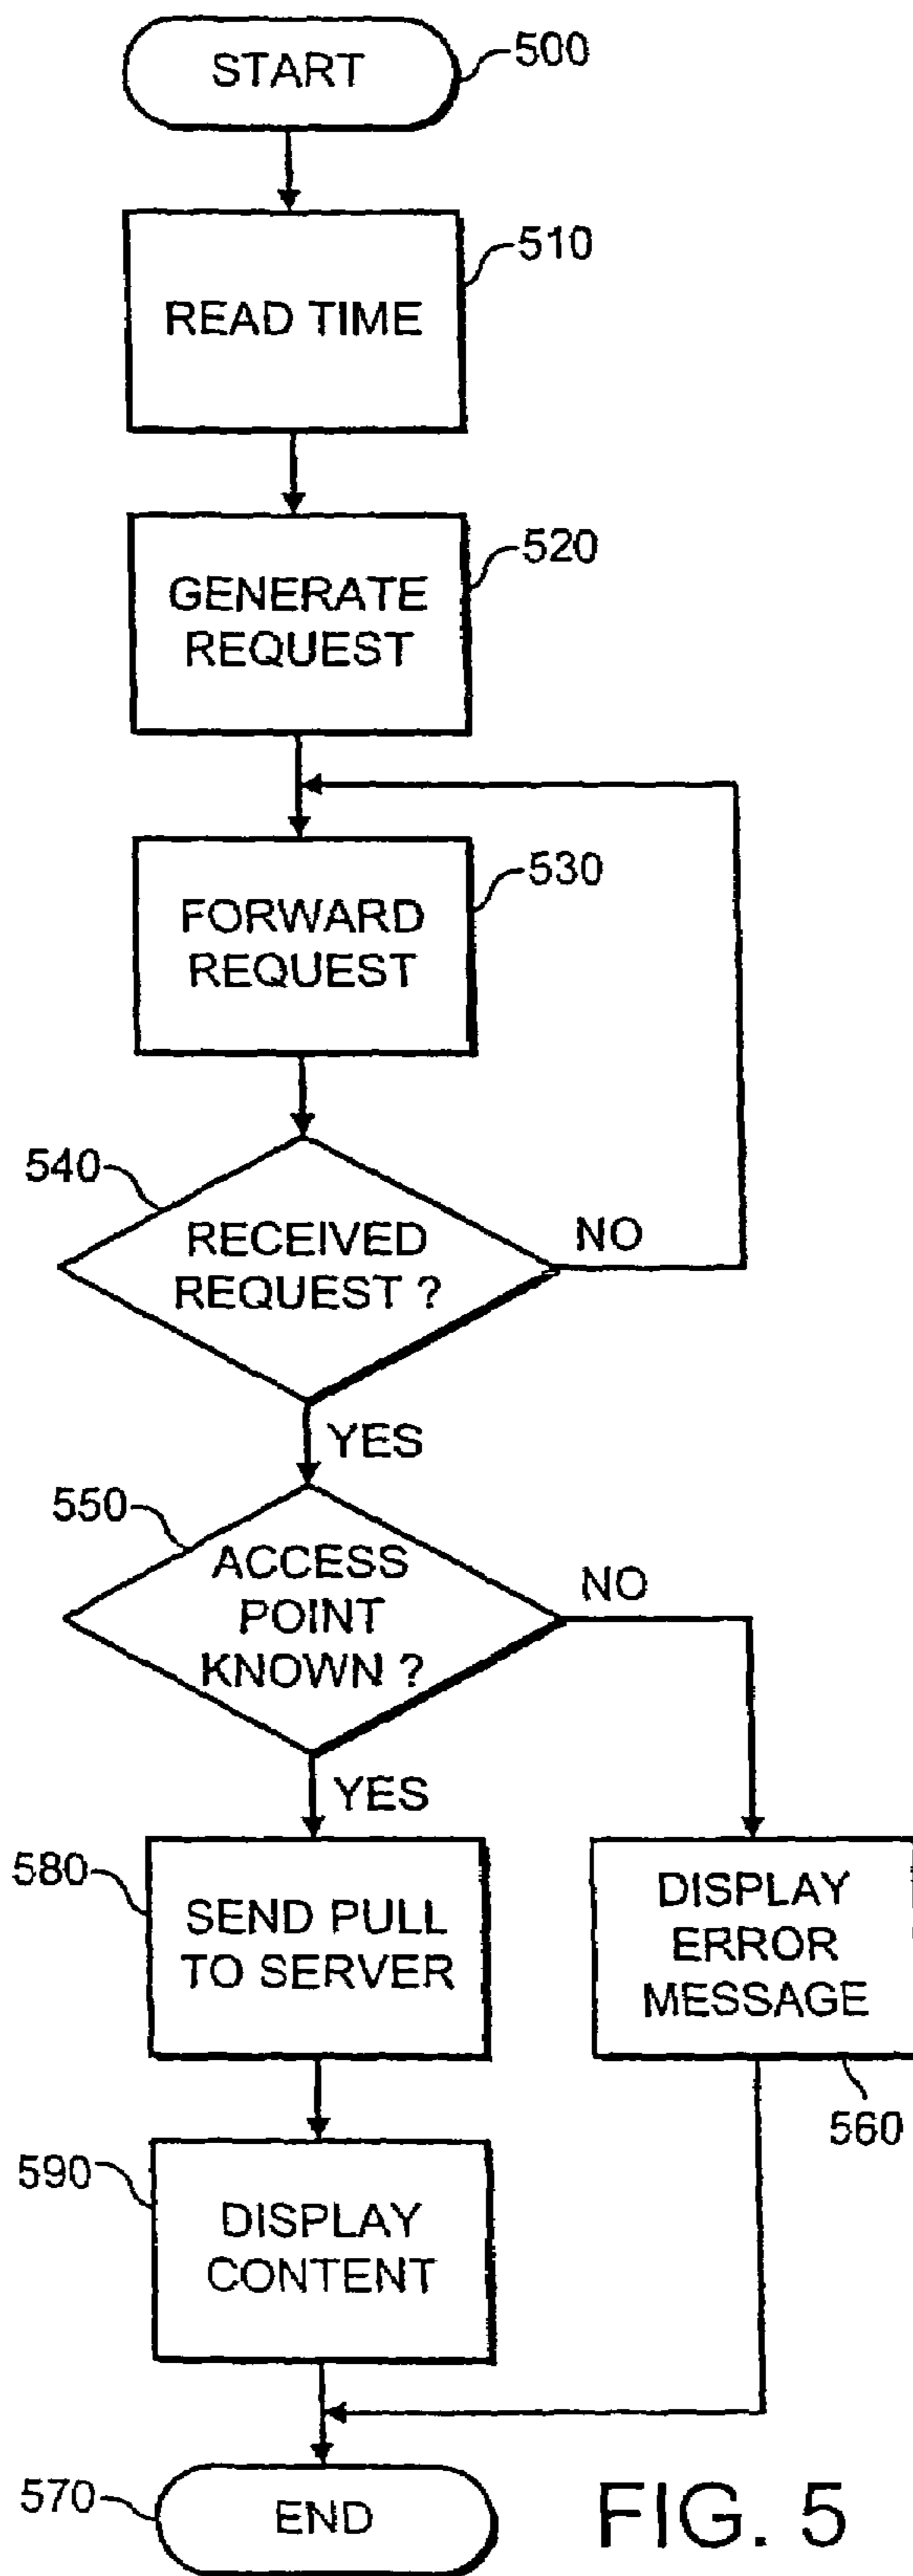 START
500
510
READ TIME
520
GENERATE
REQUEST
530
FORWARD
REQUEST
540
RECEIVED
REQUEST ?
NO
YES
550
ACCESS
POINT
KNOWN ?
NO
YES
580
SEND PULL
TO SERVER
DISPLAY
ERROR
MESSAGE
560
590
DISPLAY
CONTENT
570
END
FIG. 5